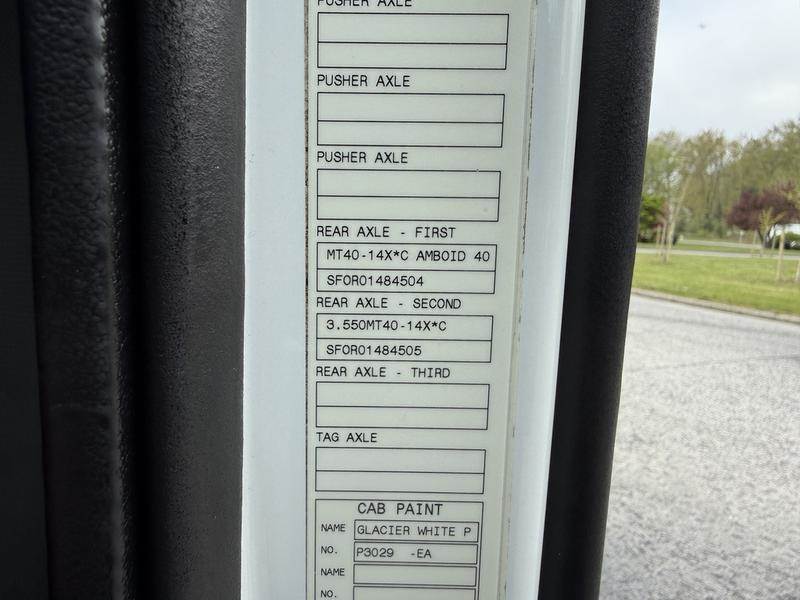 PUSHER AXLE
PUSHER AXLE
PUSHER AXLE
REAR AXLE - FIRST
MT40-14X*C AMBOID 40
SFOR01484504
REAR AXLE - SECOND
3.550MT40-14X*C
SFOR01484505
REAR AXLE - THIRD
TAG AXLE
CAB PAINT
NAME GLACIER WHITE P
NO. P3029 -EA
NAME
NO.